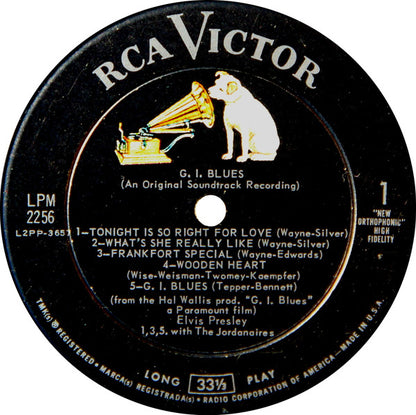 RCA VICTOR
G. I. BLUES
(An Original Soundtrack Recording)
LPM
2256
L2PP-3657
1
"NEW
ORTHOPHONIC"
HIGH
FIDELITY
1–TONIGHT IS SO RIGHT FOR LOVE (Wayne-Silver)
2–WHAT'S SHE REALLY LIKE (Wayne-Silver)
3–FRANKFORT SPECIAL (Wayne-Edwards)
4–WOODEN HEART
(Wise-Weisman-Twomey-Kaempfer)
5–G. I. BLUES (Tepper-Bennett)
(from the Hal Wallis prod. "G. I. Blues"
a Paramount film)
Elvis Presley
1,3,5. with The Jordanaires
LONG 33⅓ PLAY
TMK(s) ® REGISTERED • MARCA(s) REGISTRADA(s) • RADIO CORPORATION OF AMERICA—MADE IN U.S.A.